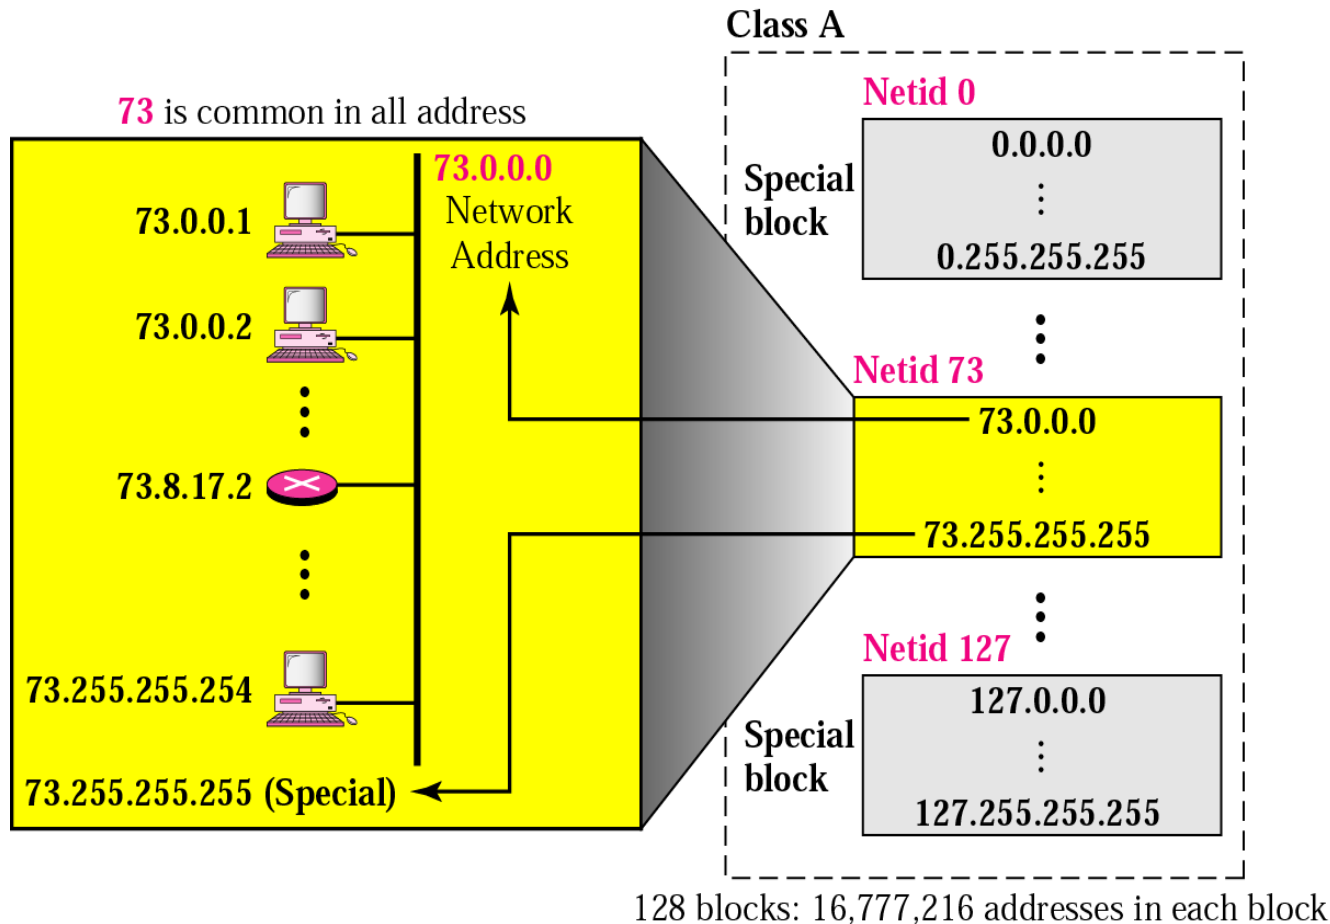 Class A
73 is common in all address
73.0.0.0
Network
Address
73.0.0.1
73.0.0.2
73.8.17.2
73.255.255.254
73.255.255.255 (Special)
Netid 0
Special
block
0.0.0.0
0.255.255.255
Netid 73
73.0.0.0
73.255.255.255
Netid 127
Special
block
127.0.0.0
127.255.255.255
128 blocks: 16,777,216 addresses in each block